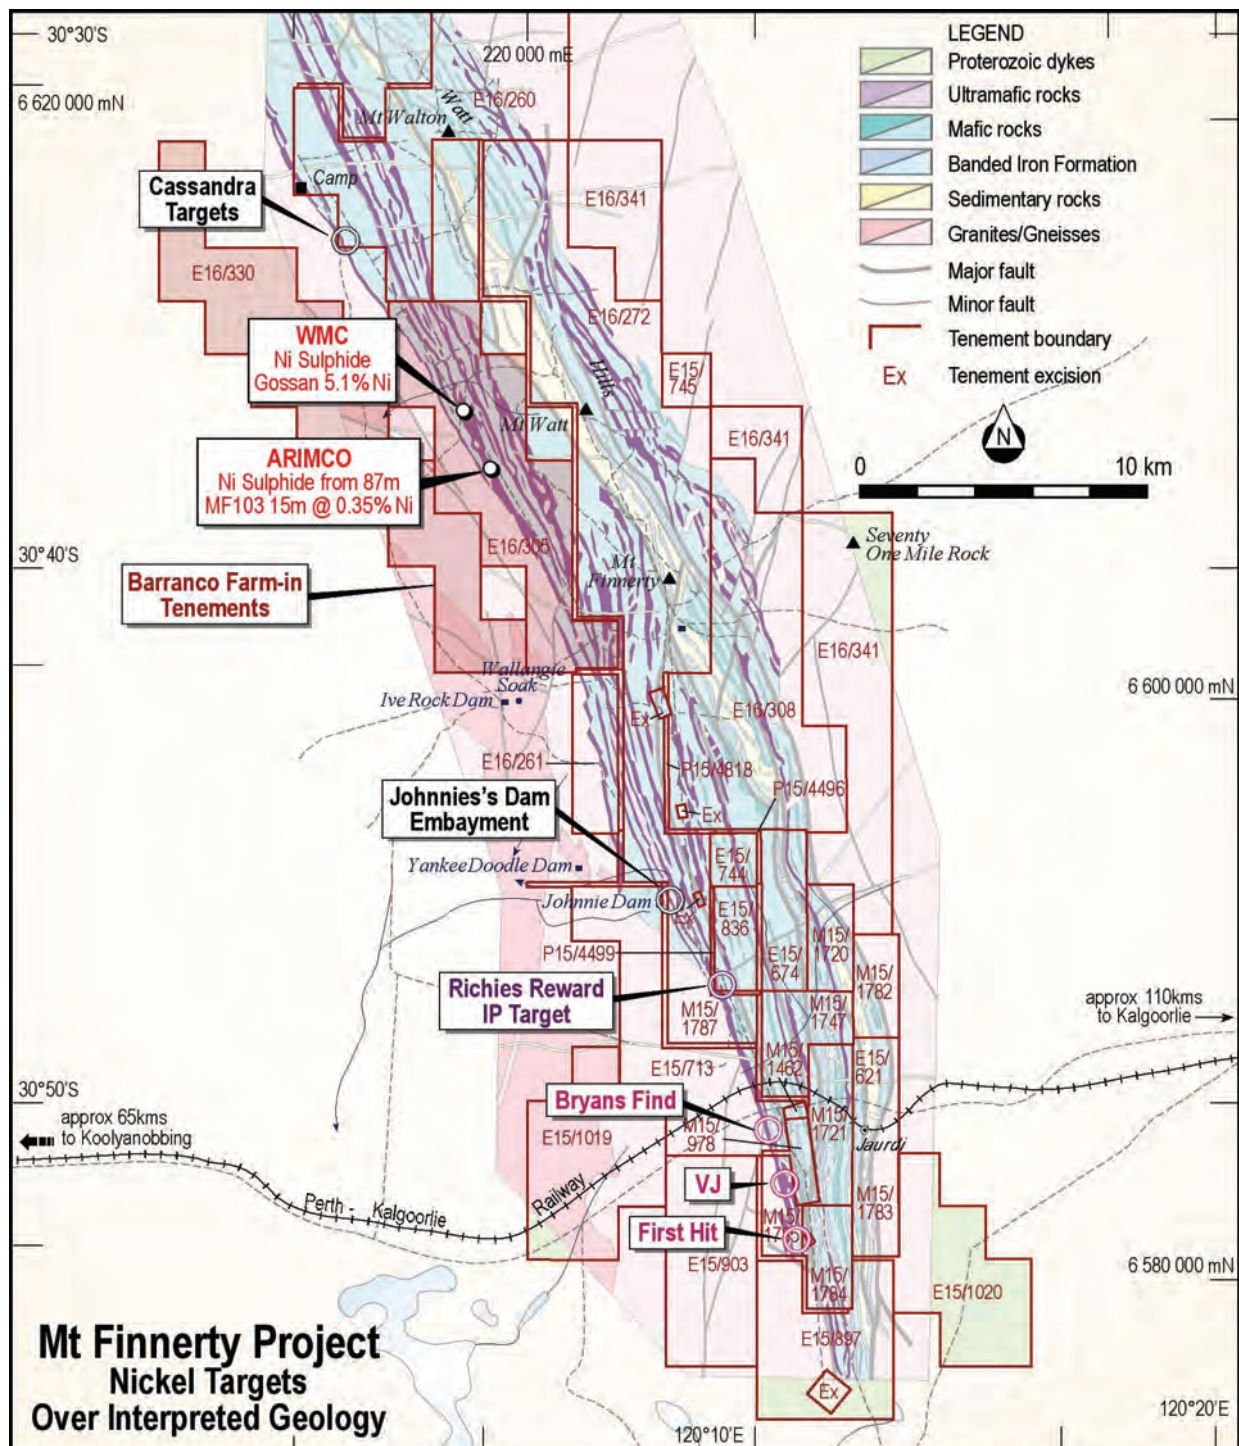 30°30'S
220 000 mE
6 620 000 mN
LEGEND
Proterozoic dykes
Ultramafic rocks
Mafic rocks
Banded Iron Formation
Sedimentary rocks
Granites/Gneisses
Major fault
Minor fault
Tenement boundary
Ex
Tenement excision
N
0
10 km
Watt
E16/260
Mt Walton
Camp
Cassandra
Targets
E16/341
E16/330
E16/272
WMC
Ni Sulphide
Gossan 5.1% Ni
E15/
745
Hills
Mt Watt
E16/341
ARIMCO
Ni Sulphide from 87m
MF103 15m @ 0.35% Ni
E16/305
Seventy
One Mile Rock
30°40'S
Mt
Finnerty
Barranco Farm-in
Tenements
E16/341
Wallangie
Soak
Ive Rock Dam
6 600 000 mN
Ex
E16/308
E16/261
P15/4818
P15/4496
Johnnies's Dam
Embayment
Ex
E15/
744
Yankee Doodle Dam
Johnnie Dam
Ex
E15/
836
P15/4499
E15/
674
M15/
1720
M15/
1782
Richies Reward
IP Target
M15/
1787
M15/
1747
approx 110kms
to Kalgoorlie
E15/713
M15/
1462
E15/
621
30°50'S
approx 65kms
to Koolyanobbing
Bryans Find
E15/1019
M15/
978
M15/
1721
Jaurdi
VJ
Railway
Perth - Kalgoorlie
M15/
1783
M15/
First Hit
E15/903
M15/
1784
6 580 000 mN
E15/1020
E15/897
Mt Finnerty Project
Nickel Targets
Over Interpreted Geology
Ex
120°10'E
120°20'E